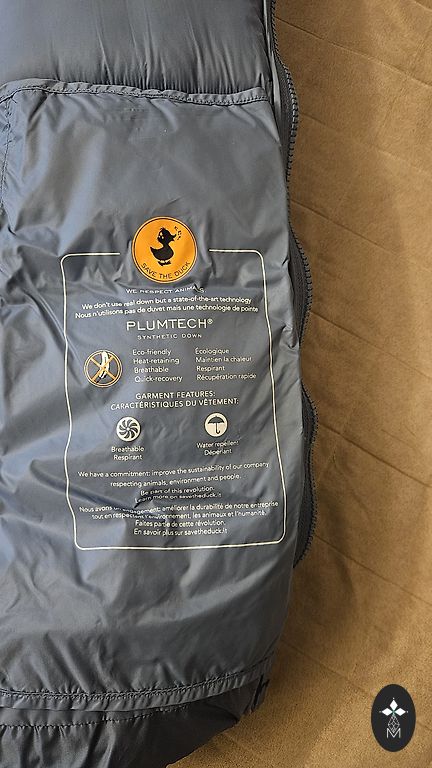 SAVE THE DUCK
WE RESPECT ANIMALS.
We don't use real down but a state-of-the-art technology
Nous n'utilisons pas de duvet mais une technologie de pointe
PLUMTECH®
SYNTHETIC DOWN
Eco-friendly Écologique
Heat-retaining Maintien la chaleur
Breathable Respirant
Quick-recovery Récupération rapide
GARMENT FEATURES:
CARACTÉRISTIQUES DU VÊTEMENT:
Breathable Water repellent
Respirant Déperlant
We have a commitment: improve the sustainability of our company
respecting animals, environment and people.
Be part of this revolution.
Learn more on savetheduck.it
Nous avons un engagement: améliorer la durabilité de notre entreprise
tout en respectant l'environnement, les animaux et l'humanité.
Faites partie de cette révolution.
En savoir plus sur savetheduck.it
M